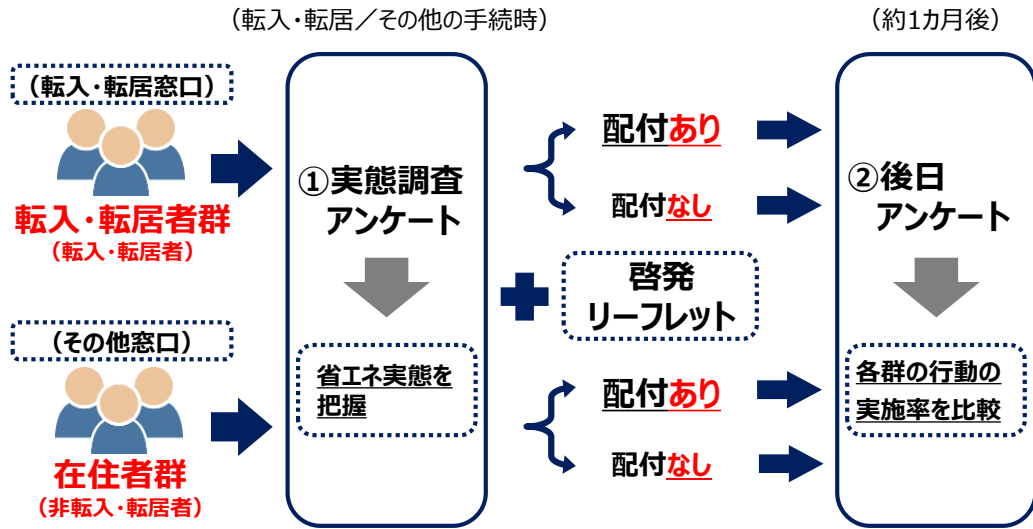 （転入・転居／その他の手続時）
（約1カ月後）
（転入・転居窓口）
転入・転居者群
（転入・転居者）
①実態調査
アンケート
省エネ実態を
把握
配付あり
配付なし
啓発
リーフレット
②後日
アンケート
各群の行動の
実施率を比較
（その他窓口）
在住者群
（非転入・転居者）
配付あり
配付なし